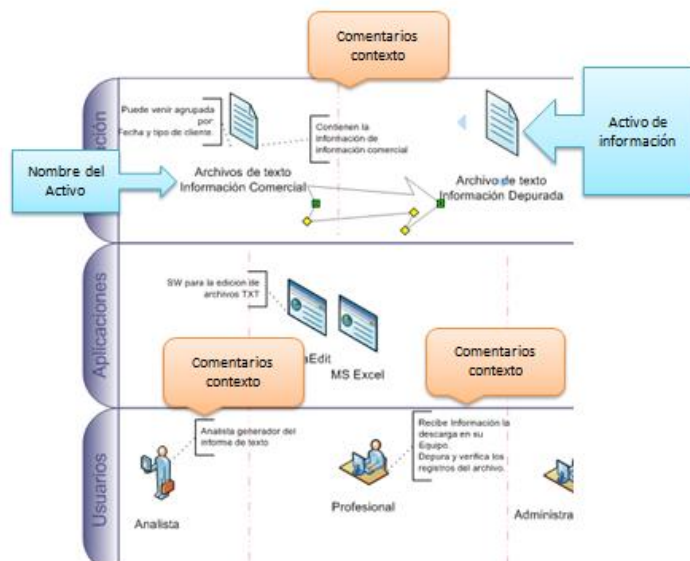 Comentarios
contexto
Puede venir agrupada
por:
Fecha y tipo de cliente.
Contienen la
información de
información comercial
Activo de
información
Nombre del
Activo
Archivos de texto
Información Comercial
Archivo de texto
Información Depurada
Aplicaciones
SW para la edicion de
archivos TXT
aEdit
MS Excel
Comentarios
contexto
Comentarios
contexto
Usuarios
Analista generador del
informe de texto
Recibe Información la
descarga en su
Equipo.
Depura y verifica los
registros del archivo.
Analista
Profesional
Administra